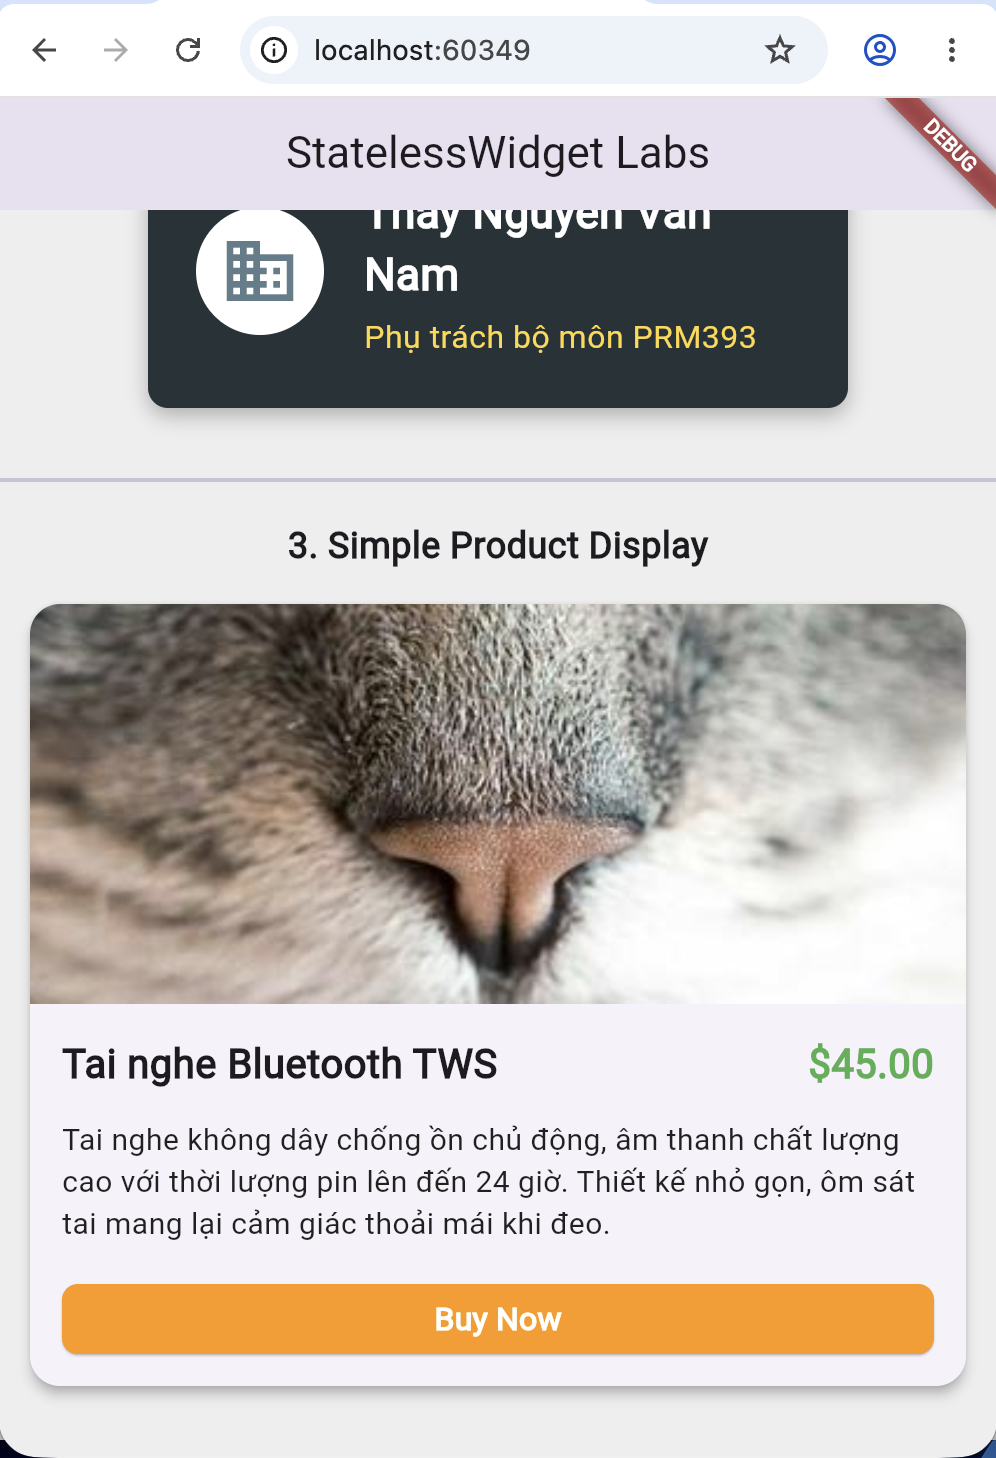 localhost:60349
StatelessWidget Labs
DEBUG
Thầy Nguyễn Văn
Nam
Phụ trách bộ môn PRM393
3. Simple Product Display
Tai nghe Bluetooth TWS
$45.00
Tai nghe không dây chống ồn chủ động, âm thanh chất lượng
cao với thời lượng pin lên đến 24 giờ. Thiết kế nhỏ gọn, ôm sát
tai mang lại cảm giác thoải mái khi đeo.
Buy Now